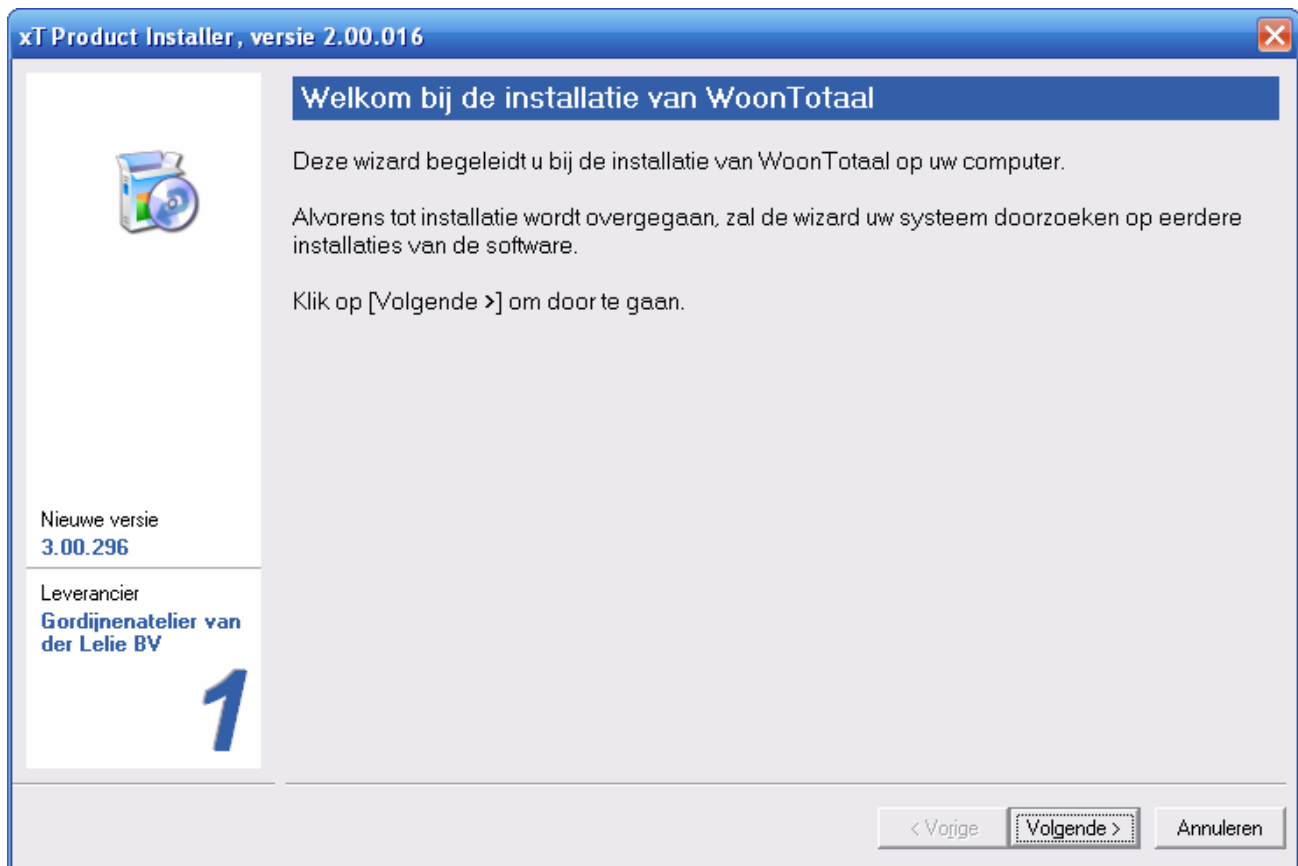 xT Product Installer, versie 2.00.016
Welkom bij de installatie van WoonTotaal
Deze wizard begeleidt u bij de installatie van WoonTotaal op uw computer.
Alvorens tot installatie wordt overgegaan, zal de wizard uw systeem doorzoeken op eerdere
installaties van de software.
Klik op [Volgende >] om door te gaan.
Nieuwe versie
3.00.296
Leverancier
Gordijnenatelier van
der Lelie BV
1
< Vorige
Volgende >
Annuleren